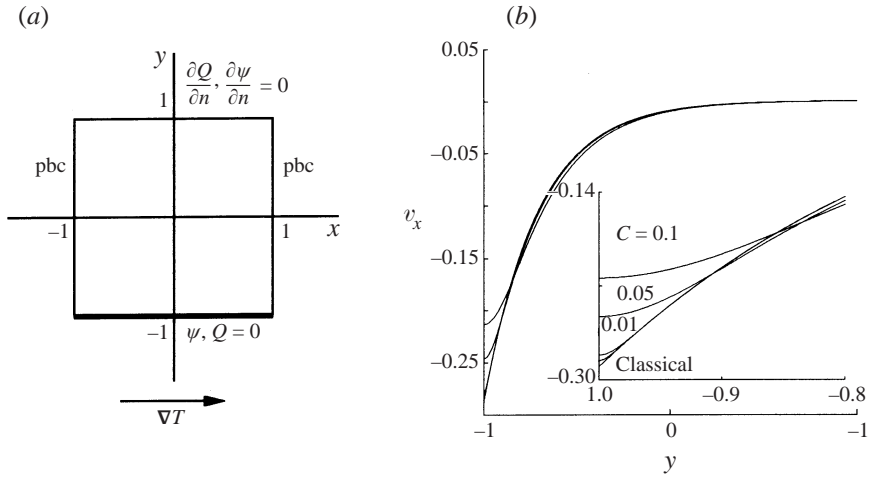 (a)
y
∂Q/∂n, ∂ψ/∂n = 0
1
pbc
pbc
−1
1
x
−1
ψ, Q = 0
∇T
(b)
0.05
−0.05
−0.15
−0.25
v_x
−0.14
C = 0.1
0.05
0.01
Classical
−0.30
1.0
−0.9
−0.8
−1
0
−1
y